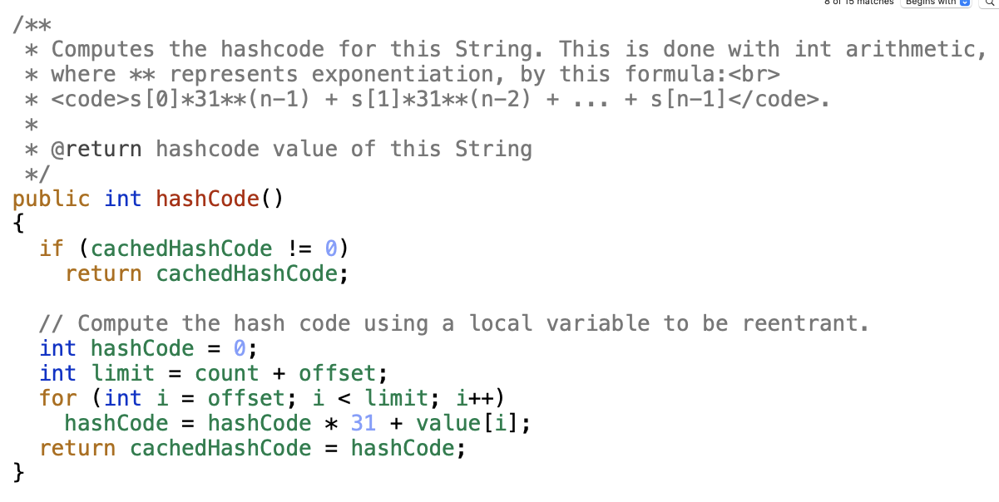 8 of 15 matches Begins with
/**
 * Computes the hashcode for this String. This is done with int arithmetic,
 * where ** represents exponentiation, by this formula:<br>
 * <code>s[0]*31**(n-1) + s[1]*31**(n-2) + ... + s[n-1]</code>.
 *
 * @return hashcode value of this String
 */
public int hashCode()
{
  if (cachedHashCode != 0)
    return cachedHashCode;

  // Compute the hash code using a local variable to be reentrant.
  int hashCode = 0;
  int limit = count + offset;
  for (int i = offset; i < limit; i++)
    hashCode = hashCode * 31 + value[i];
  return cachedHashCode = hashCode;
}